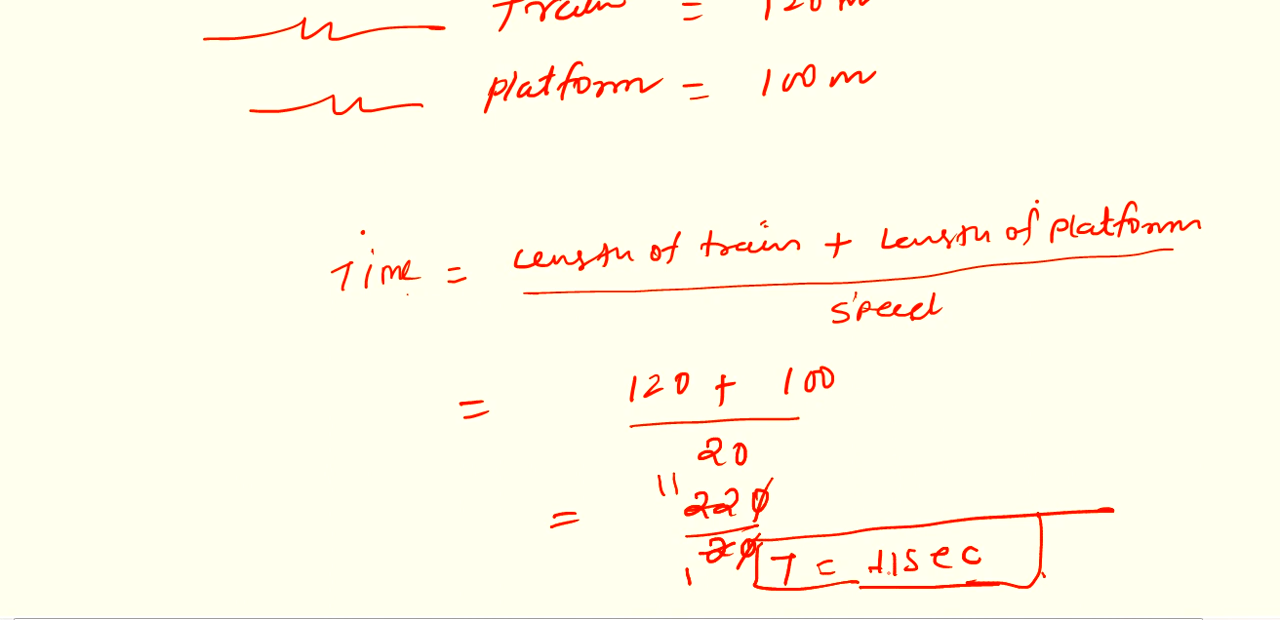 Train = 120 m
platform = 100 m
Time = Length of train + Length of platform
speed
= 120 + 100
20
= 11 220
1 20
T = 11 sec